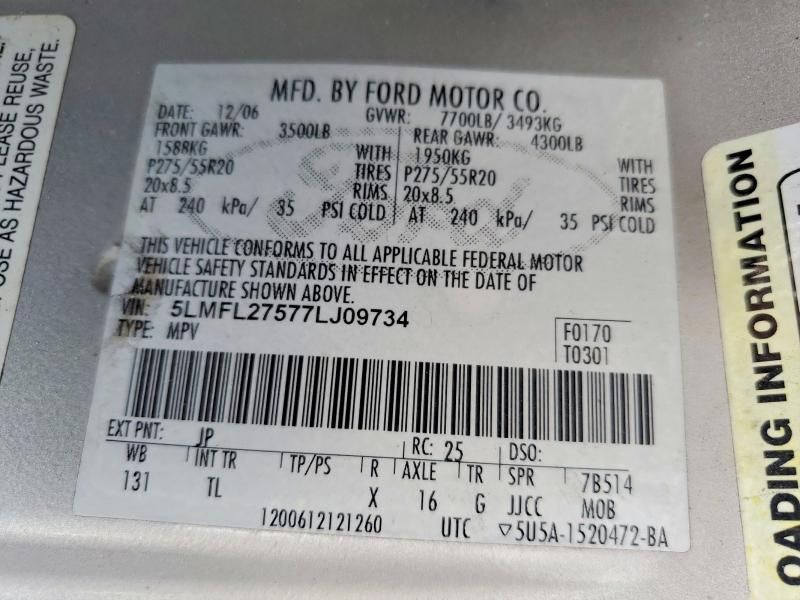 PLEASE REUSE,
USE AS HAZARDOUS WASTE.
MFD. BY FORD MOTOR CO.
DATE: 12/06 GVWR: 7700LB/ 3493KG
FRONT GAWR: 3500LB REAR GAWR: 4300LB
1588KG WITH 1950KG WITH
P275/55R20 TIRES P275/55R20 TIRES
20x8.5 RIMS 20x8.5 RIMS
AT 240 kPa/ 35 PSI COLD AT 240 kPa/ 35 PSI COLD
Ford
THIS VEHICLE CONFORMS TO ALL APPLICABLE FEDERAL MOTOR
VEHICLE SAFETY STANDARDS IN EFFECT ON THE DATE OF
MANUFACTURE SHOWN ABOVE.
VIN: 5LMFL27577LJ09734
TYPE: MPV F0170
T0301
EXT PNT: JP RC: 25 DSO:
WB INT TR TP/PS R AXLE TR SPR 7B514
131 TL X 16 G JJCC MOB
1200612121260 UTC ▽5U5A-1520472-BA
OADING INFORMATION